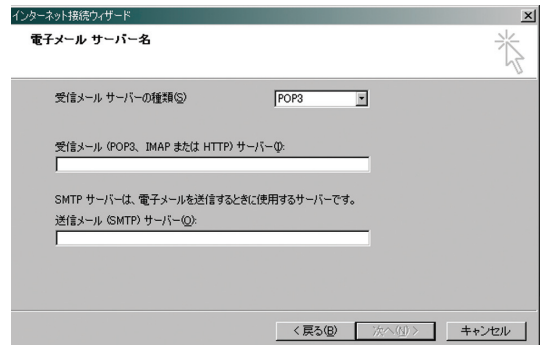 インターネット接続ウィザード
電子メール サーバー名
受信メール サーバーの種類(S)
POP3
受信メール (POP3、IMAP または HTTP) サーバー(I):
SMTP サーバーは、電子メールを送信するときに使用するサーバーです。
送信メール (SMTP) サーバー(O):
< 戻る(B)
次へ(N) >
キャンセル